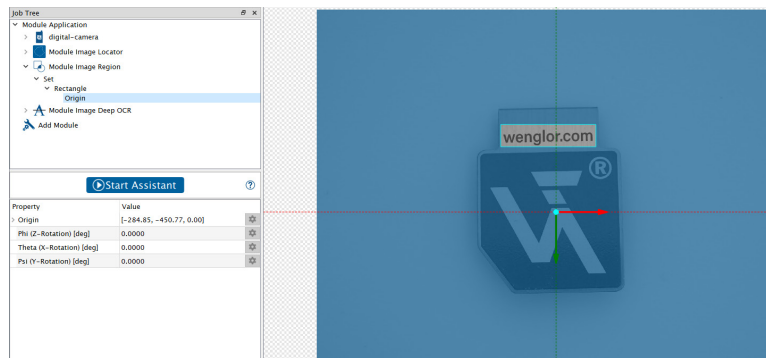 Job Tree
Module Application
digital-camera
Module Image Locator
Module Image Region
Set
Rectangle
Origin
Module Image Deep OCR
Add Module
Start Assistant
Property Value
Origin [-284.85, -450.77, 0.00]
Phi (Z-Rotation) [deg] 0.0000
Theta (X-Rotation) [deg] 0.0000
Psi (Y-Rotation) [deg] 0.0000
wenglor.com
®